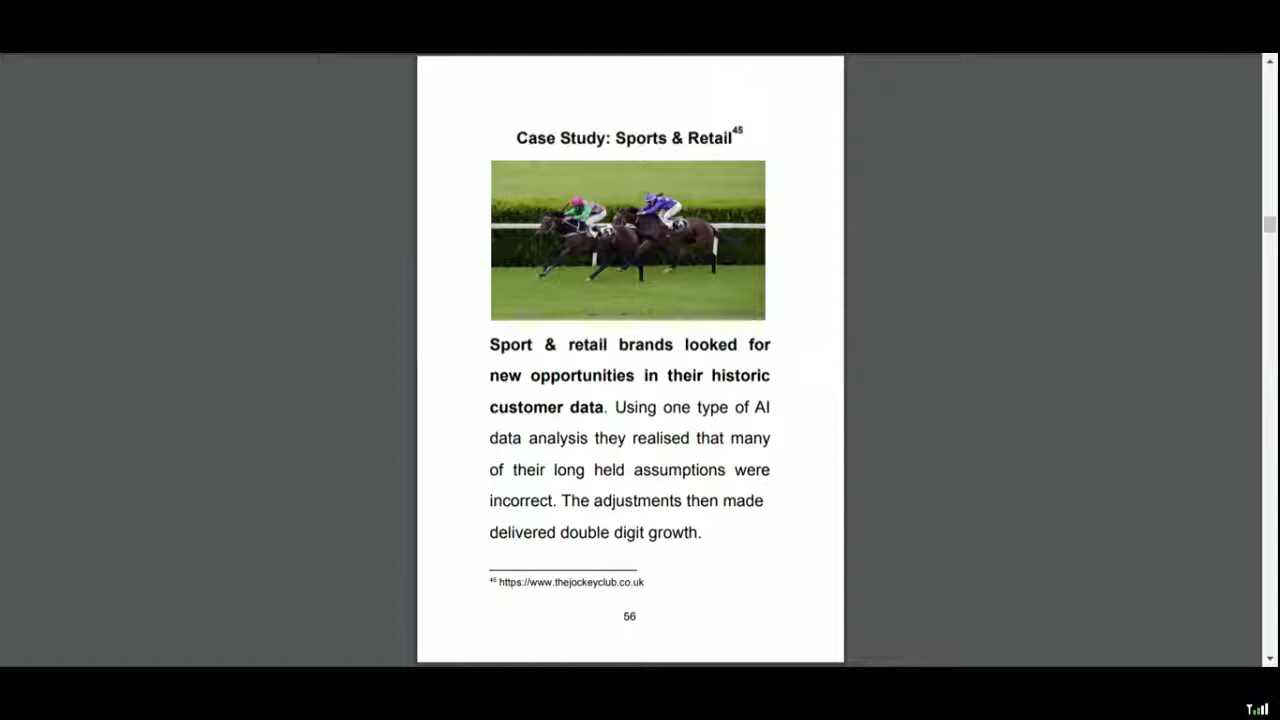 Case Study: Sports & Retail45
Sport & retail brands looked for
new opportunities in their historic
customer data. Using one type of AI
data analysis they realised that many
of their long held assumptions were
incorrect. The adjustments then made
delivered double digit growth.
45 https://www.thejockeyclub.co.uk
56